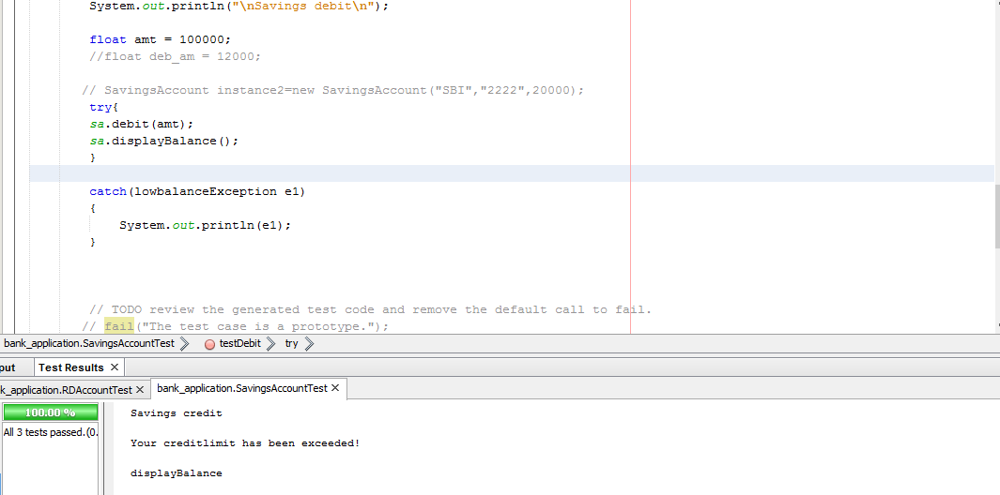 System.out.println("\nSavings debit\n");
float amt = 100000;
//float deb_am = 12000;
// SavingsAccount instance2=new SavingsAccount("SBI","2222",20000);
try{
sa.debit(amt);
sa.displayBalance();
}
catch(lowbalanceException e1)
{
System.out.println(e1);
}
// TODO review the generated test code and remove the default call to fail.
// fail("The test case is a prototype.");
bank_application.SavingsAccountTest testDebit try
put Test Results
k_application.RDAccountTest bank_application.SavingsAccountTest
100.00 %
All 3 tests passed.(0.
Savings credit
Your creditlimit has been exceeded!
displayBalance